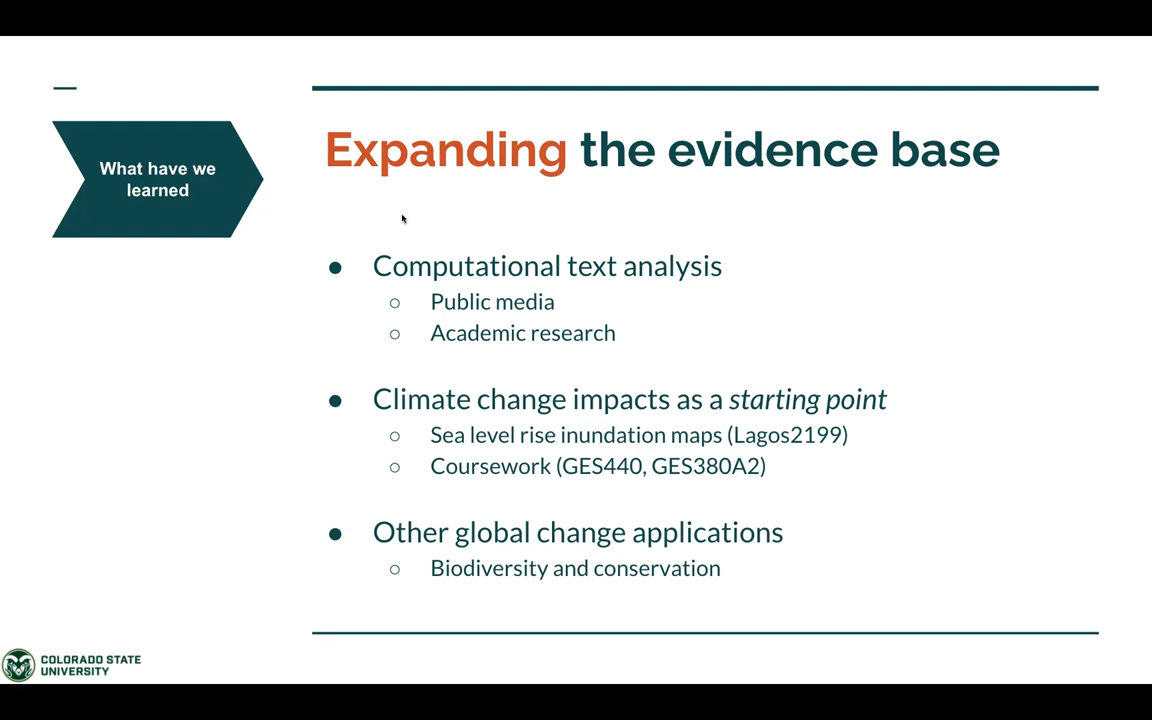 What have we
learned
Expanding the evidence base
● Computational text analysis
○ Public media
○ Academic research
● Climate change impacts as a starting point
○ Sea level rise inundation maps (Lagos2199)
○ Coursework (GES440, GES380A2)
● Other global change applications
○ Biodiversity and conservation
COLORADO STATE
UNIVERSITY